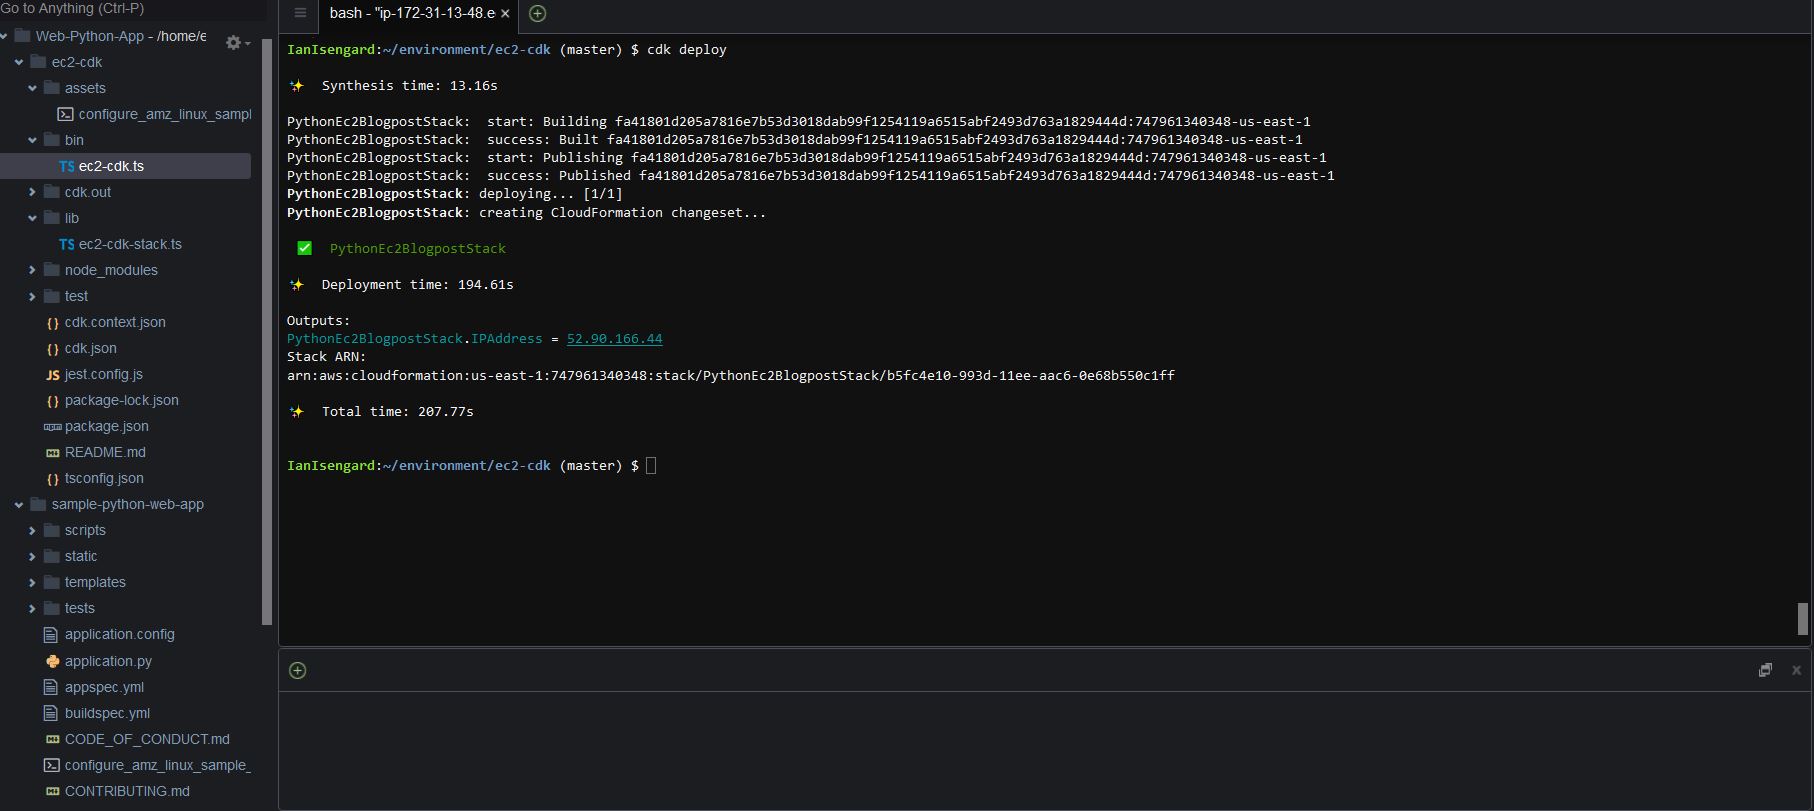 Go to Anything (Ctrl-P)
Web-Python-App - /home/e
ec2-cdk
assets
configure_amz_linux_sampl
bin
TS ec2-cdk.ts
cdk.out
lib
TS ec2-cdk-stack.ts
node_modules
test
{} cdk.context.json
{} cdk.json
JS jest.config.js
{} package-lock.json
npm package.json
README.md
{} tsconfig.json
sample-python-web-app
scripts
static
templates
tests
application.config
application.py
appspec.yml
buildspec.yml
CODE_OF_CONDUCT.md
configure_amz_linux_sample_
CONTRIBUTING.md
bash - "ip-172-31-13-48.e
IanIsengard:~/environment/ec2-cdk (master) $ cdk deploy
✨ Synthesis time: 13.16s
PythonEc2BlogpostStack: start: Building fa41801d205a7816e7b53d3018dab99f1254119a6515abf2493d763a1829444d:747961340348-us-east-1
PythonEc2BlogpostStack: success: Built fa41801d205a7816e7b53d3018dab99f1254119a6515abf2493d763a1829444d:747961340348-us-east-1
PythonEc2BlogpostStack: start: Publishing fa41801d205a7816e7b53d3018dab99f1254119a6515abf2493d763a1829444d:747961340348-us-east-1
PythonEc2BlogpostStack: success: Published fa41801d205a7816e7b53d3018dab99f1254119a6515abf2493d763a1829444d:747961340348-us-east-1
PythonEc2BlogpostStack: deploying... [1/1]
PythonEc2BlogpostStack: creating CloudFormation changeset...
✅ PythonEc2BlogpostStack
✨ Deployment time: 194.61s
Outputs:
PythonEc2BlogpostStack.IPAddress = 52.90.166.44
Stack ARN:
arn:aws:cloudformation:us-east-1:747961340348:stack/PythonEc2BlogpostStack/b5fc4e10-993d-11ee-aac6-0e68b550c1ff
✨ Total time: 207.77s
IanIsengard:~/environment/ec2-cdk (master) $